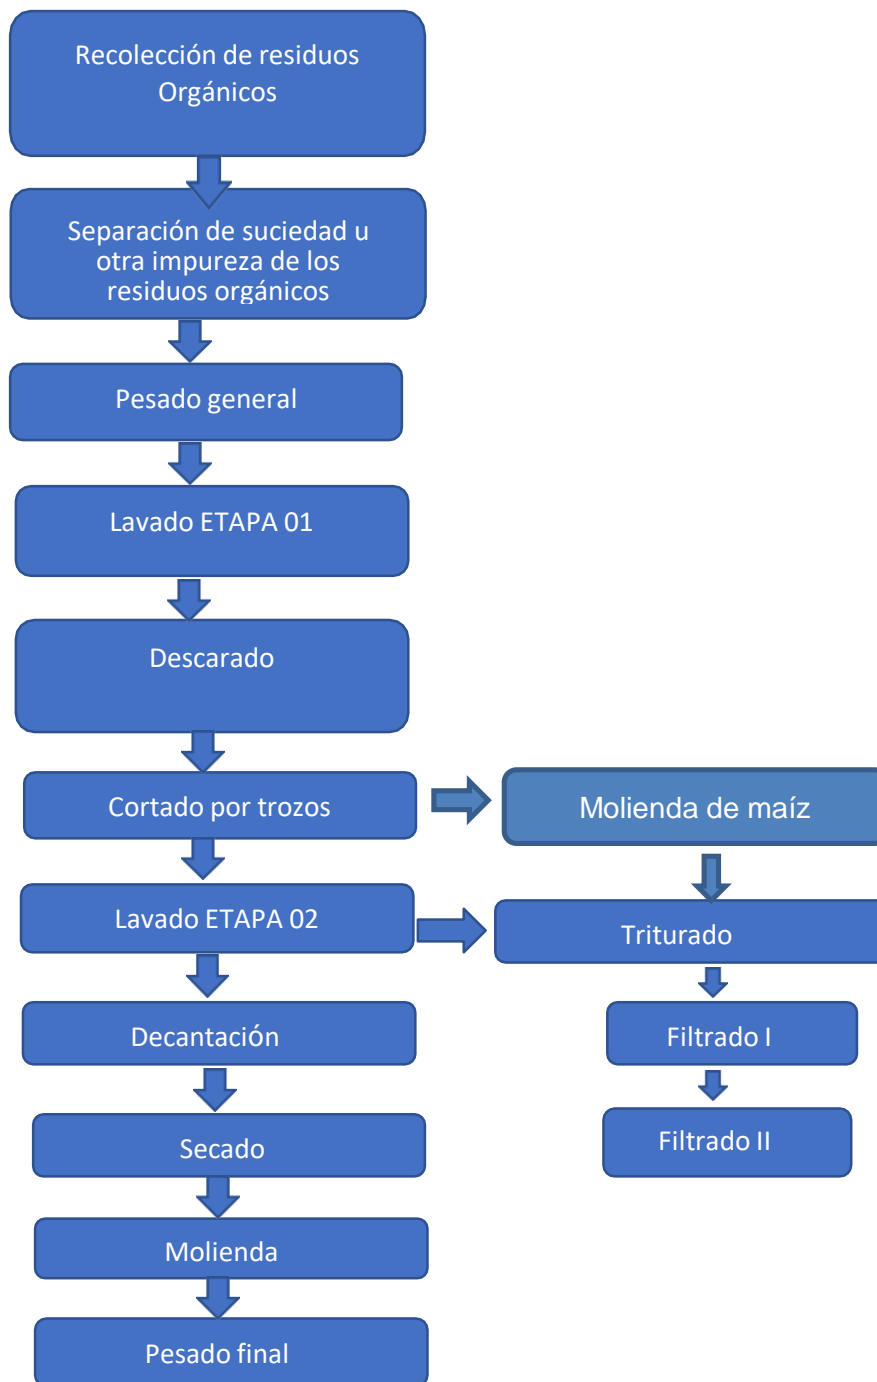 Recolección de residuos
Orgánicos
Separación de suciedad u
otra impureza de los
residuos orgánicos
Pesado general
Lavado ETAPA 01
Descarado
Cortado por trozos
Molienda de maíz
Lavado ETAPA 02
Triturado
Decantación
Filtrado I
Secado
Filtrado II
Molienda
Pesado final